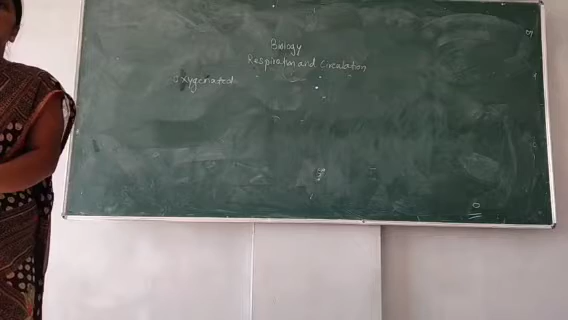 Biology
Respiration and Circulation
Oxygenated